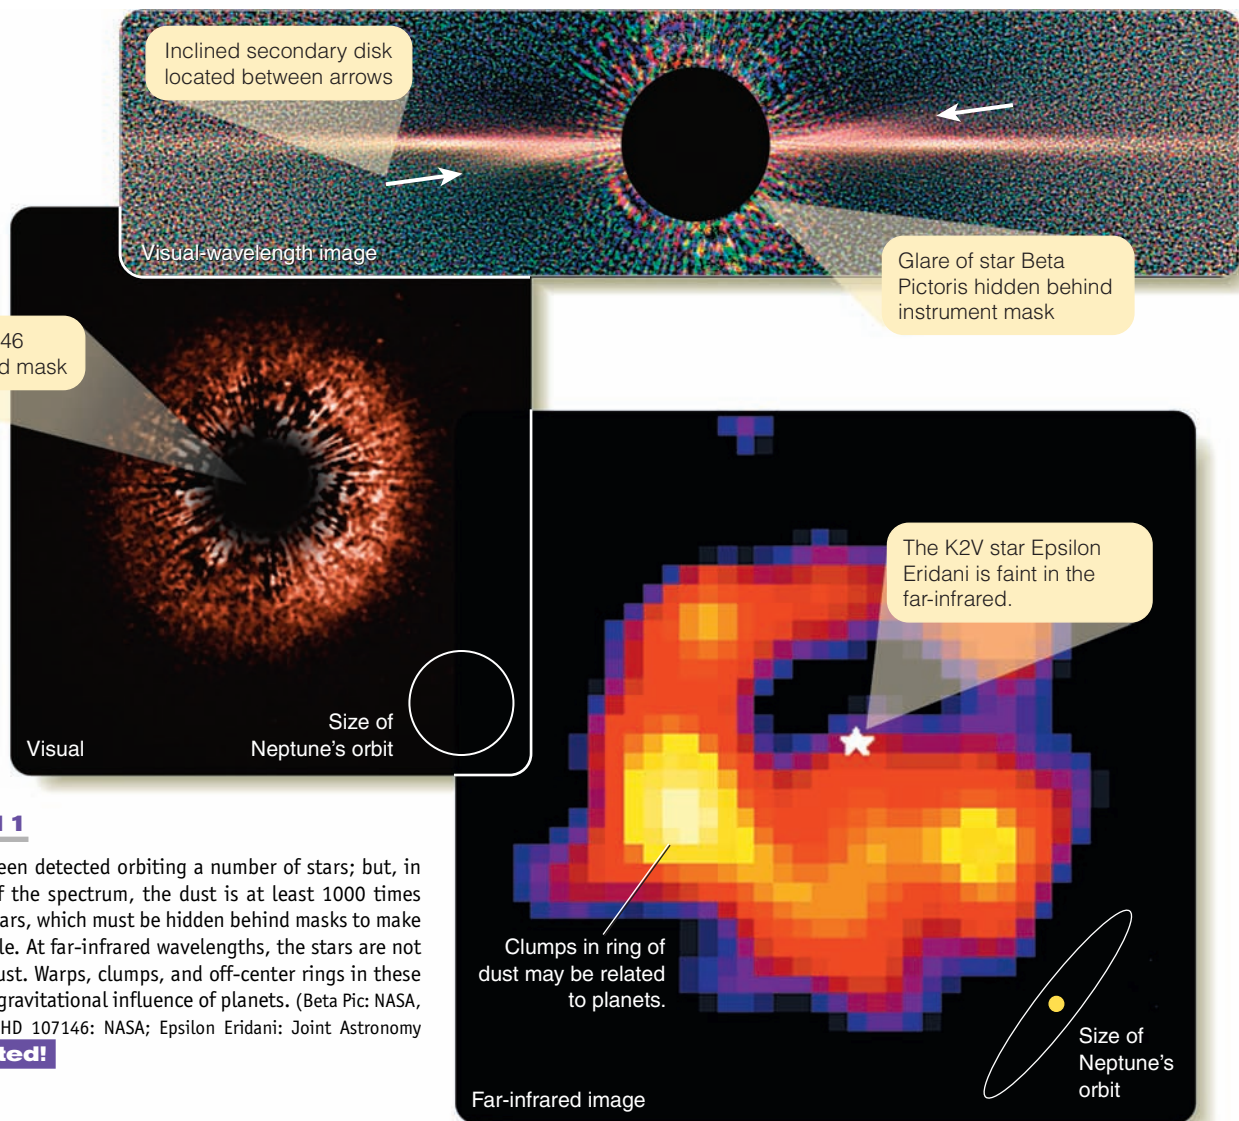 Inclined secondary disk
located between arrows
Visual-wavelength image
Glare of star Beta
Pictoris hidden behind
instrument mask
46
d mask
Size of
Neptune’s orbit
Visual
The K2V star Epsilon
Eridani is faint in the
far-infrared.
Clumps in ring of
dust may be related
to planets.
Size of
Neptune’s
orbit
Far-infrared image
11
een detected orbiting a number of stars; but, in
f the spectrum, the dust is at least 1000 times
ars, which must be hidden behind masks to make
le. At far-infrared wavelengths, the stars are not
ust. Warps, clumps, and off-center rings in these
gravitational influence of planets. (Beta Pic: NASA,
HD 107146: NASA; Epsilon Eridani: Joint Astronomy
ted!